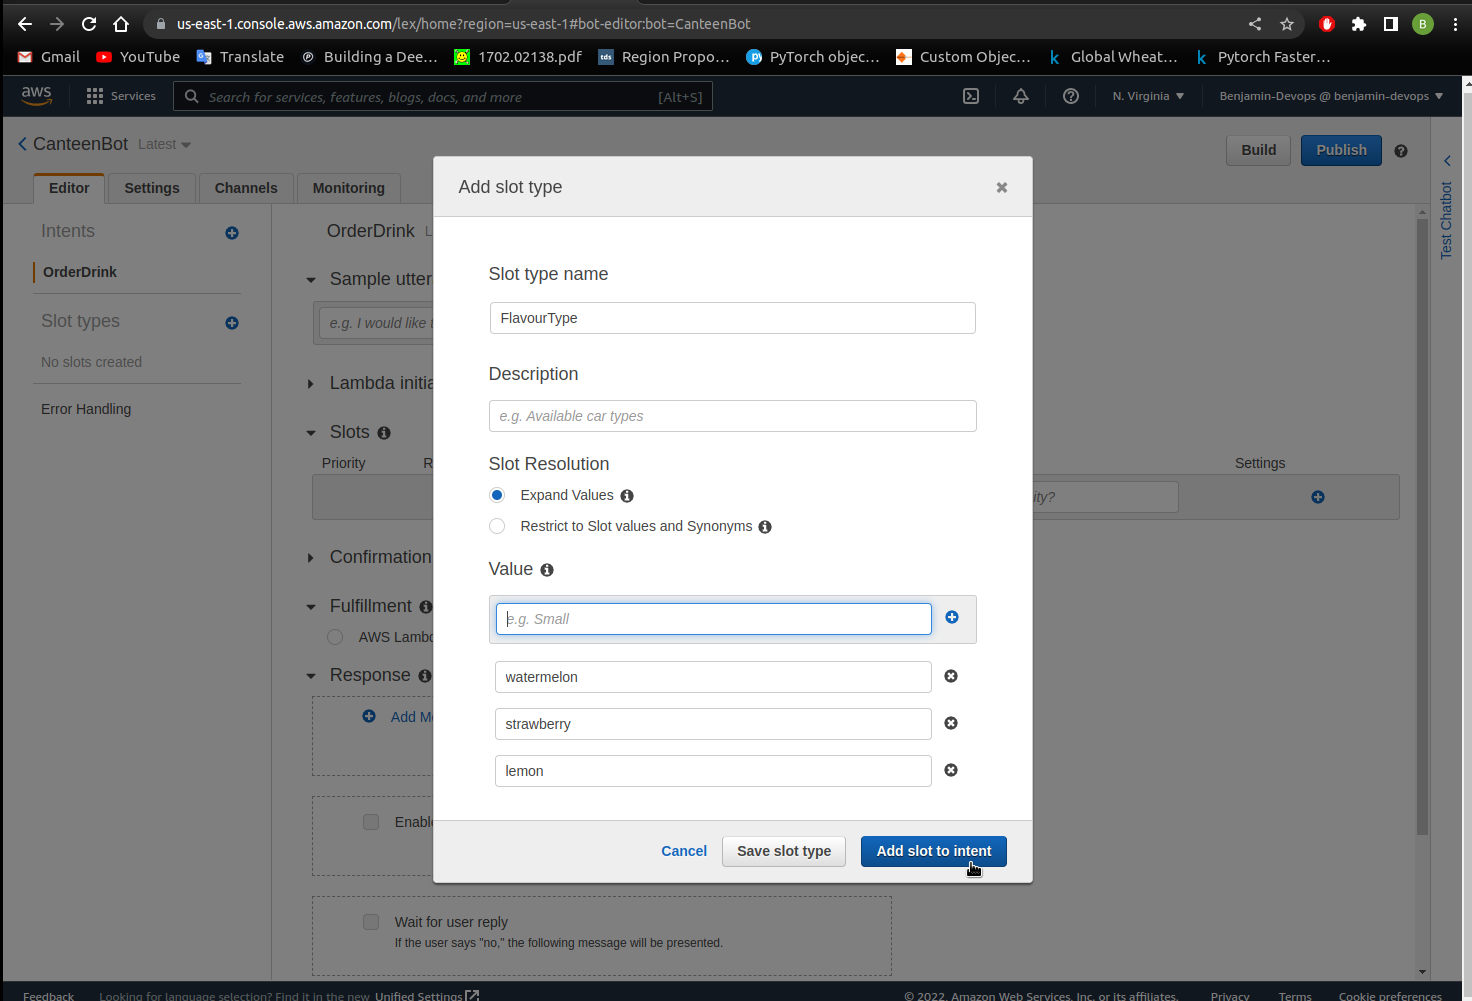 us-east-1.console.aws.amazon.com/lex/home?region=us-east-1#bot-editor:bot=CanteenBot
B
Gmail YouTube Translate Building a Dee... 1702.02138.pdf tds Region Propo... PyTorch objec... Custom Objec... k Global Wheat... k Pytorch Faster...
aws Services Search for services, features, blogs, docs, and more [Alt+S] N. Virginia Benjamin-Devops @ benjamin-devops
CanteenBot Latest
Build Publish
Editor Settings Channels Monitoring
Test Chatbot
Intents
OrderDrink
Slot types
No slots created
Error Handling
OrderDrink L
Sample utter
e.g. I would like t
Lambda initia
Slots
Priority R Settings
ity?
Confirmation
Fulfillment
AWS Lambd
Response
Add Me
Enable
Wait for user reply
If the user says "no," the following message will be presented.
Add slot type
Slot type name
FlavourType
Description
e.g. Available car types
Slot Resolution
Expand Values
Restrict to Slot values and Synonyms
Value
e.g. Small
watermelon
strawberry
lemon
Cancel Save slot type Add slot to intent
Feedback Looking for language selection? Find it in the new Unified Settings © 2022, Amazon Web Services, Inc. or its affiliates. Privacy Terms Cookie preferences